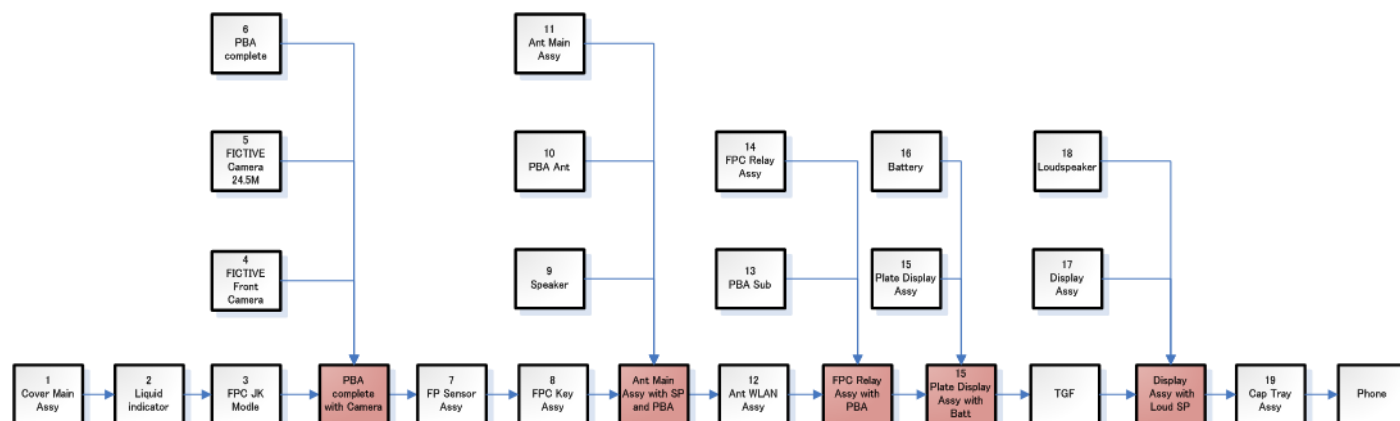 6
PBA
complete
11
Ant Main
Assy
5
FICTIVE
Camera
24.5M
10
PBA Ant
14
FPC Relay
Assy
16
Battery
18
Loudspeaker
4
FICTIVE
Front
Camera
9
Speaker
13
PBA Sub
15
Plate Display
Assy
17
Display
Assy
1
Cover Main
Assy
2
Liquid
indicator
3
FPC JK
Modle
PBA
complete
with Camera
7
FP Sensor
Assy
8
FPC Key
Assy
Ant Main
Assy with SP
and PBA
12
Ant WLAN
Assy
FPC Relay
Assy with
PBA
15
Plate Display
Assy with
Batt
TGF
Display
Assy with
Loud SP
19
Cap Tray
Assy
Phone